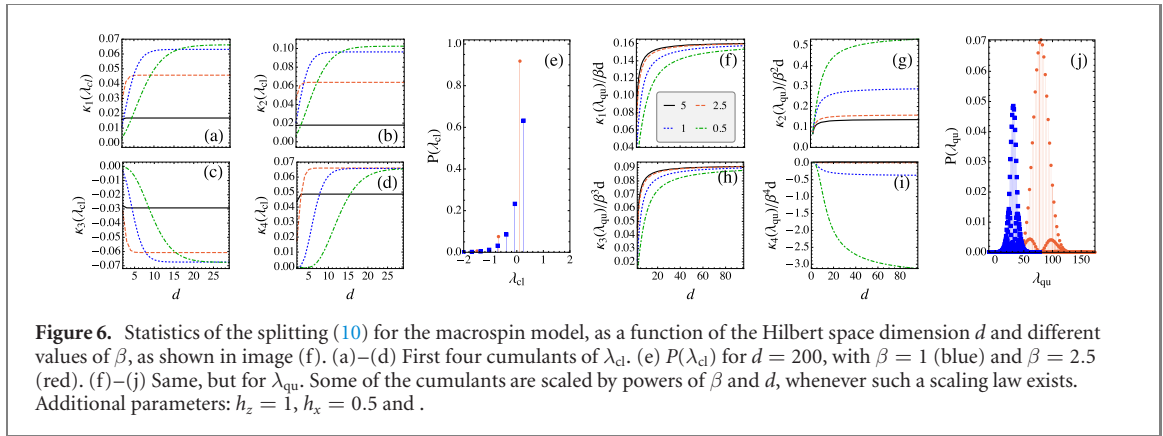 0.07
0.06
0.05
0.04
0.03
0.02
0.01
0.00
κ₁(λcl)
(a)
0.10
0.08
0.06
0.04
0.02
0.00
κ₂(λcl)
(b)
0.00
−0.01
−0.02
−0.03
−0.04
−0.05
−0.06
−0.07
κ₃(λcl)
(c)
5 10 15 20 25
d
0.07
0.06
0.05
0.04
0.03
0.02
0.01
0.00
κ₄(λcl)
(d)
5 10 15 20 25
d
1.0
0.8
0.6
0.4
0.2
0.0
P(λcl)
(e)
−2 −1 0 1 2
λcl
0.16
0.14
0.12
0.10
0.08
0.06
0.04
κ₁(λqu)/βd
(f)
5 2.5
1 0.5
0.5
0.4
0.3
0.2
0.1
0.0
κ₂(λqu)/β²d
(g)
0.09
0.08
0.07
0.06
0.05
0.04
0.03
0.02
κ₃(λqu)/β³d
(h)
20 40 60 80
d
0.0
−0.5
−1.0
−1.5
−2.0
−2.5
−3.0
κ₄(λqu)/β⁴d
(i)
20 40 60 80
d
0.07
0.06
0.05
0.04
0.03
0.02
0.01
0.00
P(λqu)
(j)
0 50 100 150
λqu
Figure 6. Statistics of the splitting (10) for the macrospin model, as a function of the Hilbert space dimension d and different
values of β, as shown in image (f). (a)–(d) First four cumulants of λcl. (e) P(λcl) for d = 200, with β = 1 (blue) and β = 2.5
(red). (f)–(j) Same, but for λqu. Some of the cumulants are scaled by powers of β and d, whenever such a scaling law exists.
Additional parameters: hz = 1, hx = 0.5 and .